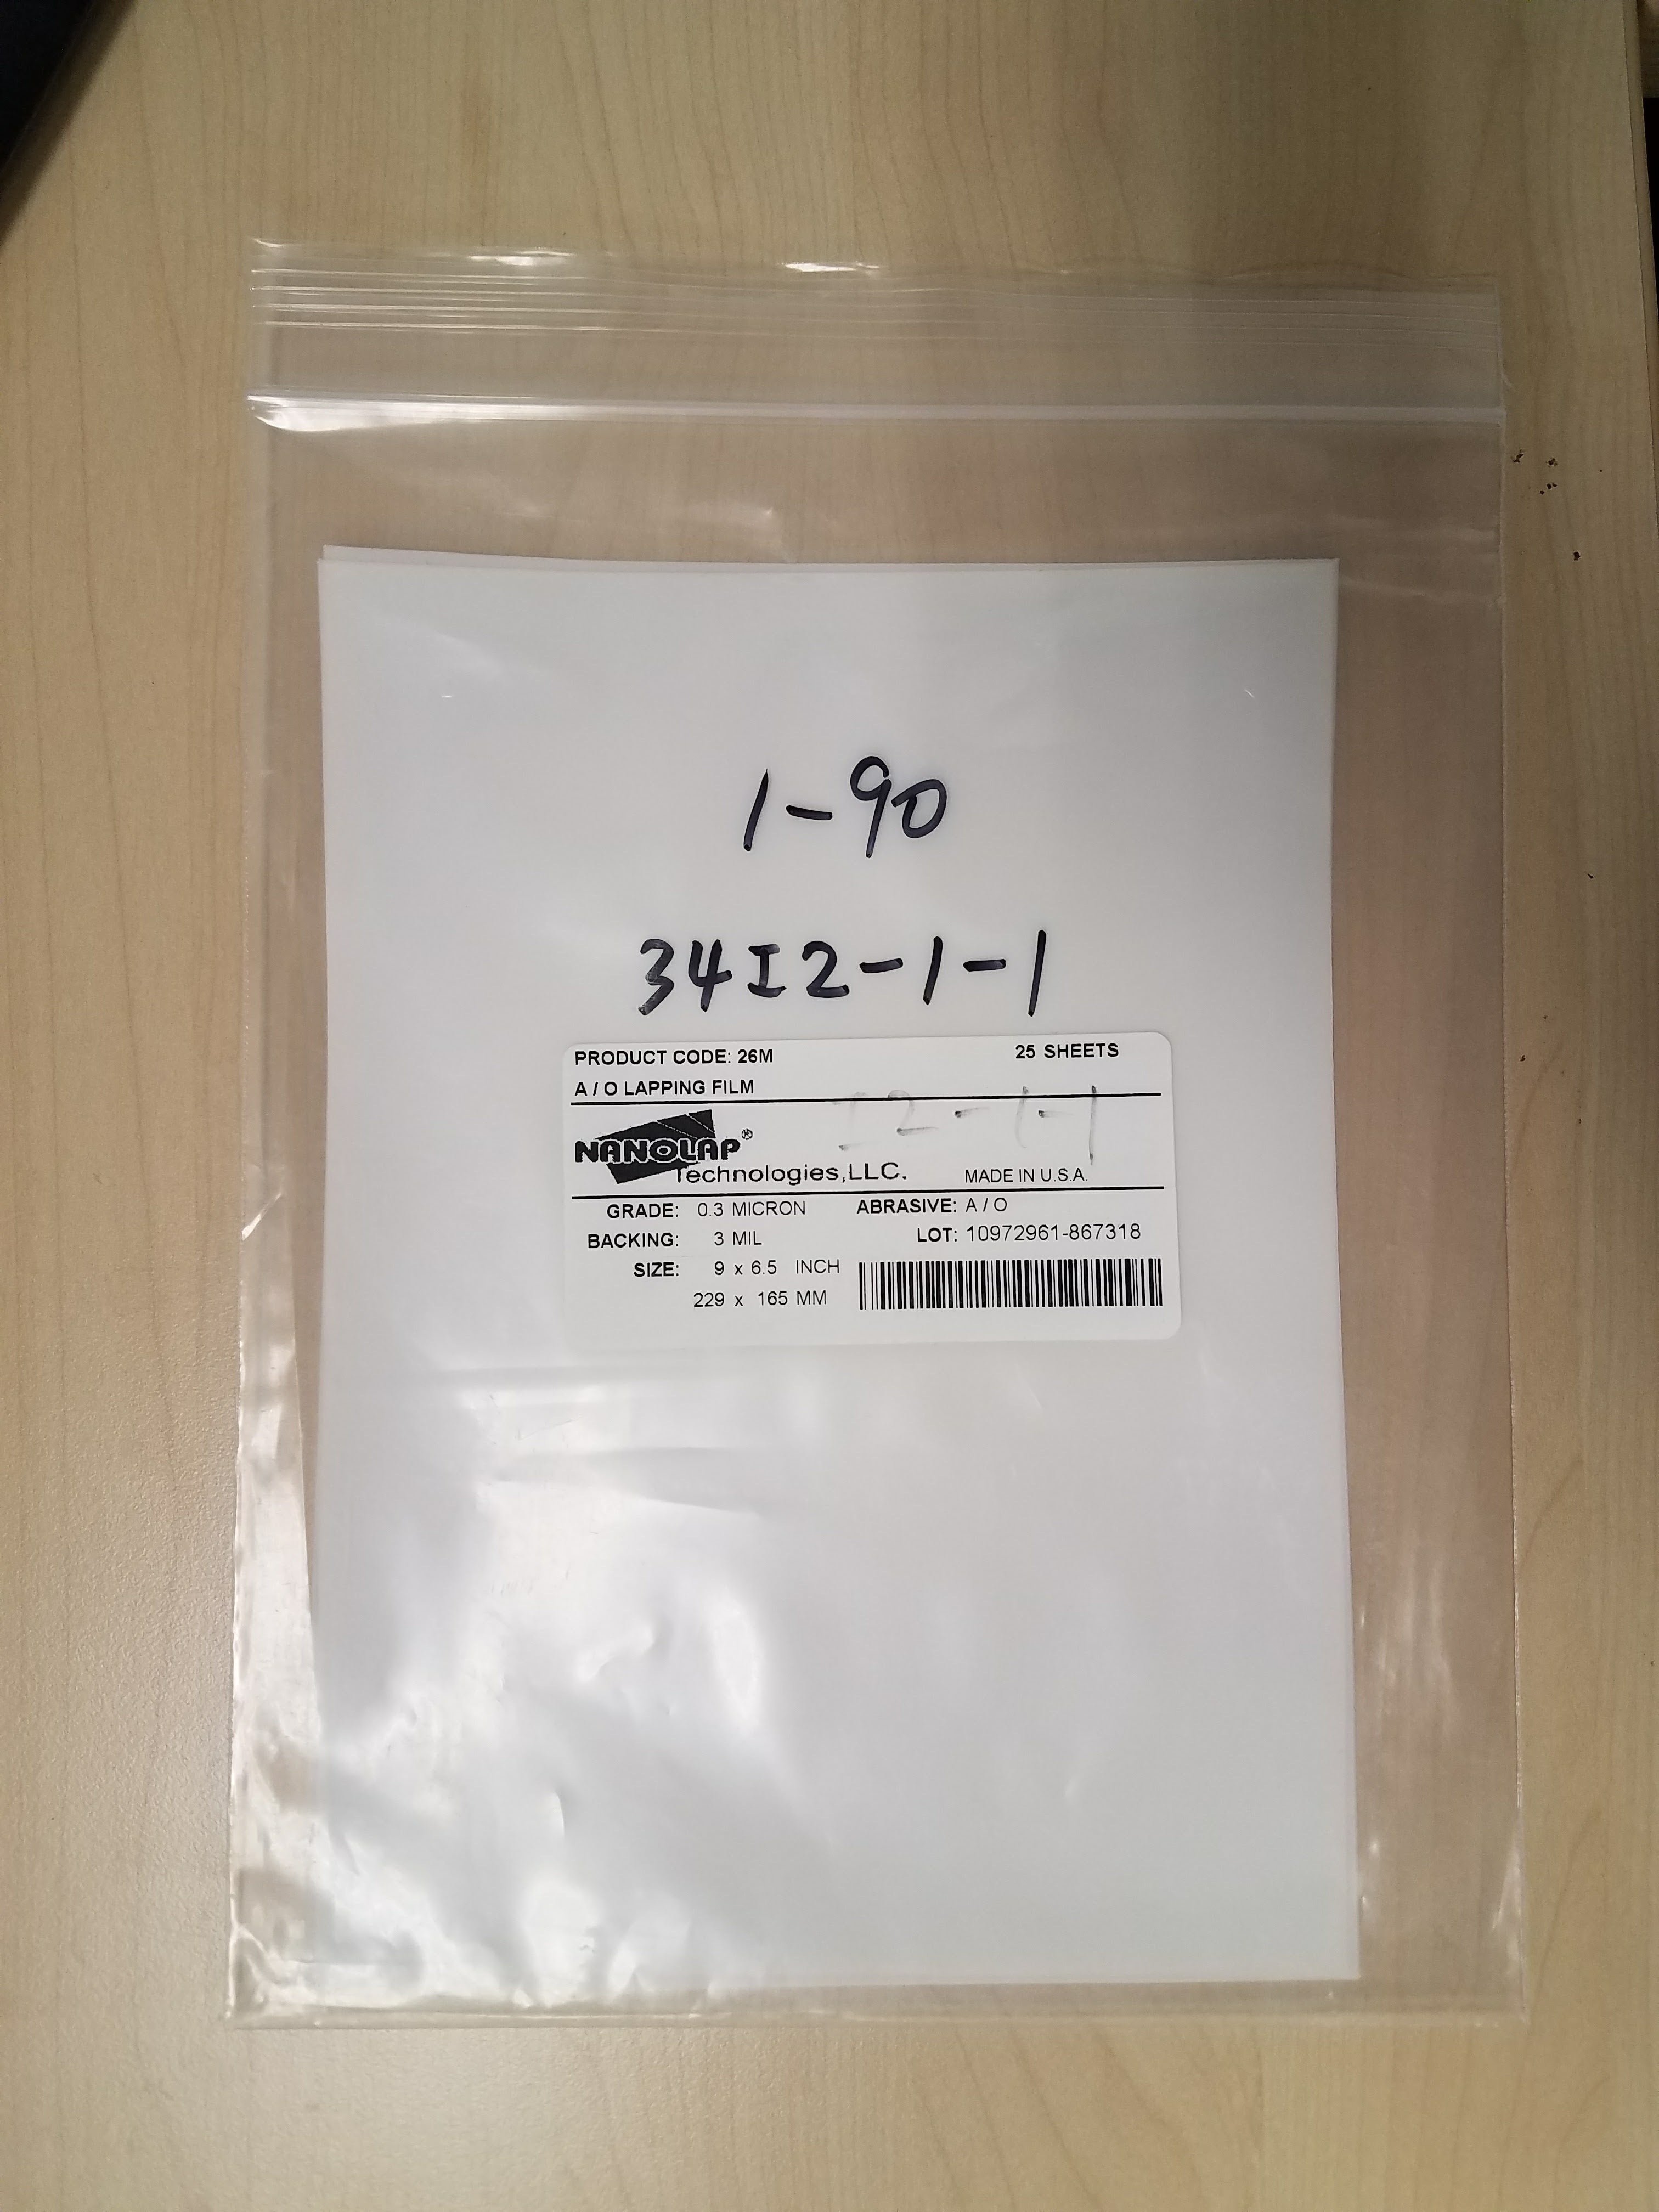 1-90
34I2-1-1
PRODUCT CODE: 26M 25 SHEETS
A / O LAPPING FILM
I2-1-1
NANOLAP®
Technologies,LLC. MADE IN U.S.A.
GRADE: 0.3 MICRON ABRASIVE: A / O
BACKING: 3 MIL LOT: 10972961-867318
SIZE: 9 x 6.5 INCH
229 x 165 MM